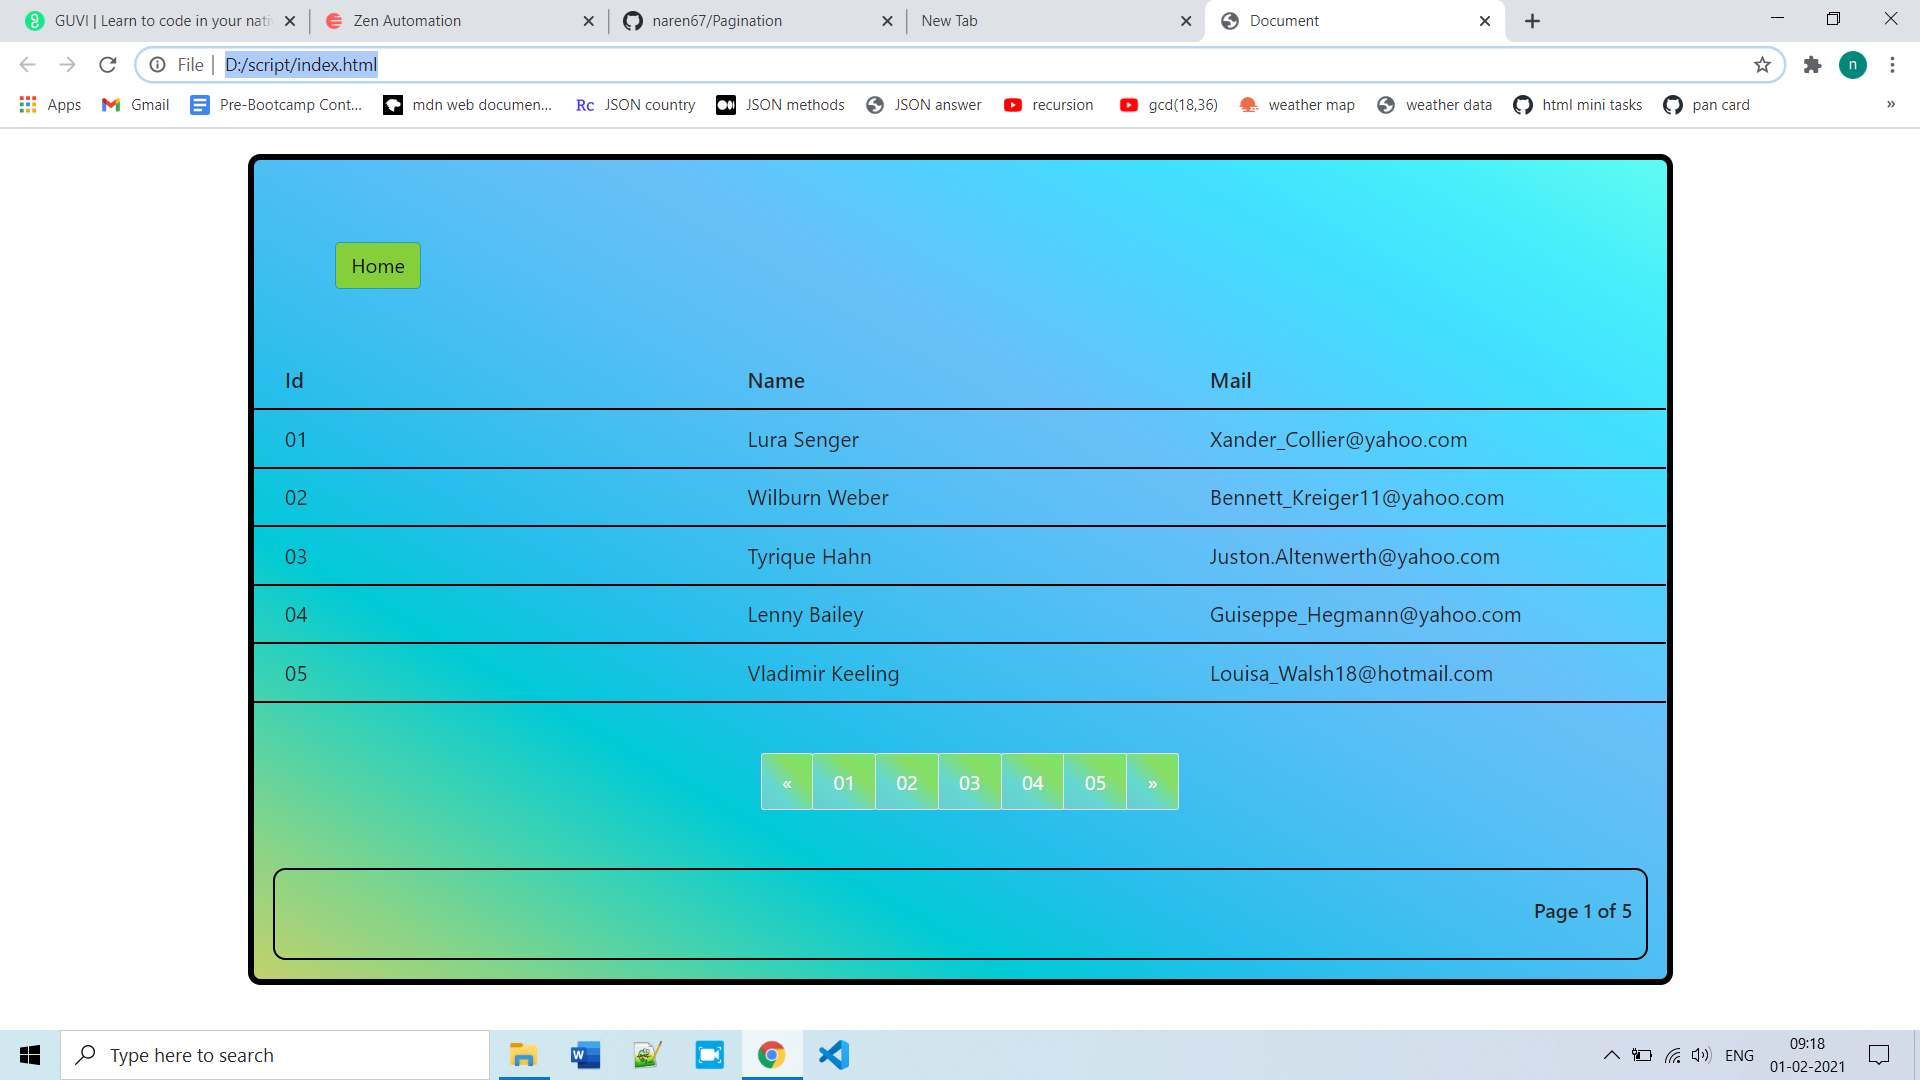 GUVI | Learn to code in your nati
Zen Automation
naren67/Pagination
New Tab
Document
File | D:/script/index.html
n
Apps
Gmail
Pre-Bootcamp Cont...
mdn web documen...
Rc JSON country
JSON methods
JSON answer
recursion
gcd(18,36)
weather map
weather data
html mini tasks
pan card
»
Home
Id Name Mail
01 Lura Senger Xander_Collier@yahoo.com
02 Wilburn Weber Bennett_Kreiger11@yahoo.com
03 Tyrique Hahn Juston.Altenwerth@yahoo.com
04 Lenny Bailey Guiseppe_Hegmann@yahoo.com
05 Vladimir Keeling Louisa_Walsh18@hotmail.com
« 01 02 03 04 05 »
Page 1 of 5
Type here to search
ENG
09:18
01-02-2021